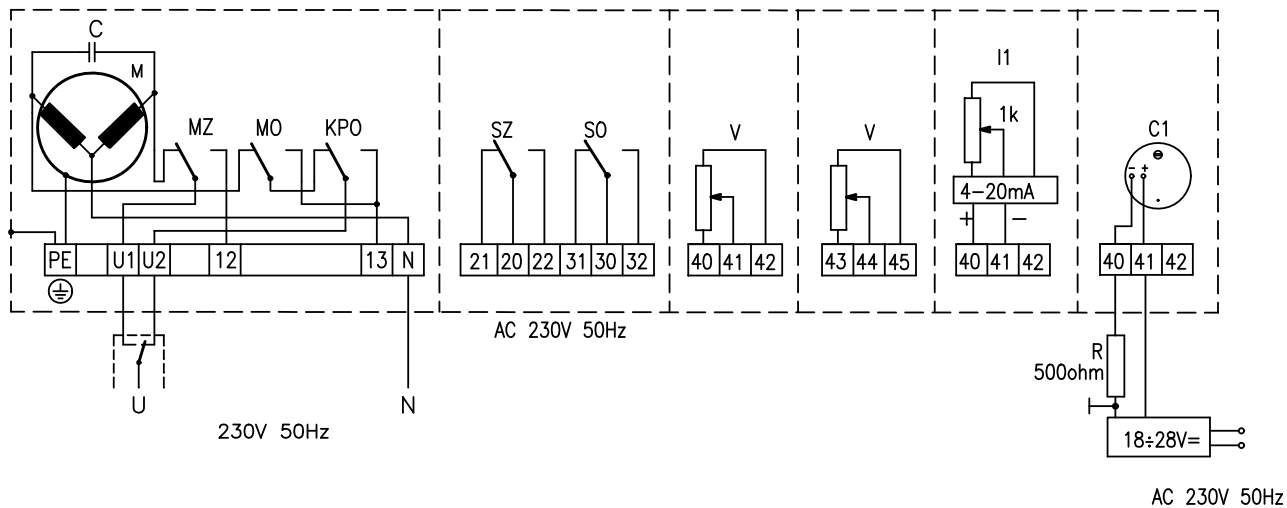 C
M
MZ
MO
KPO
PE
U1
U2
12
13
N
U
N
230V 50Hz
SZ
SO
21
20
22
31
30
32
AC 230V 50Hz
V
40
41
42
V
43
44
45
I1
1k
4-20mA
+
−
40
41
42
C1
− +
40
41
42
R
500ohm
18÷28V=
AC 230V 50Hz